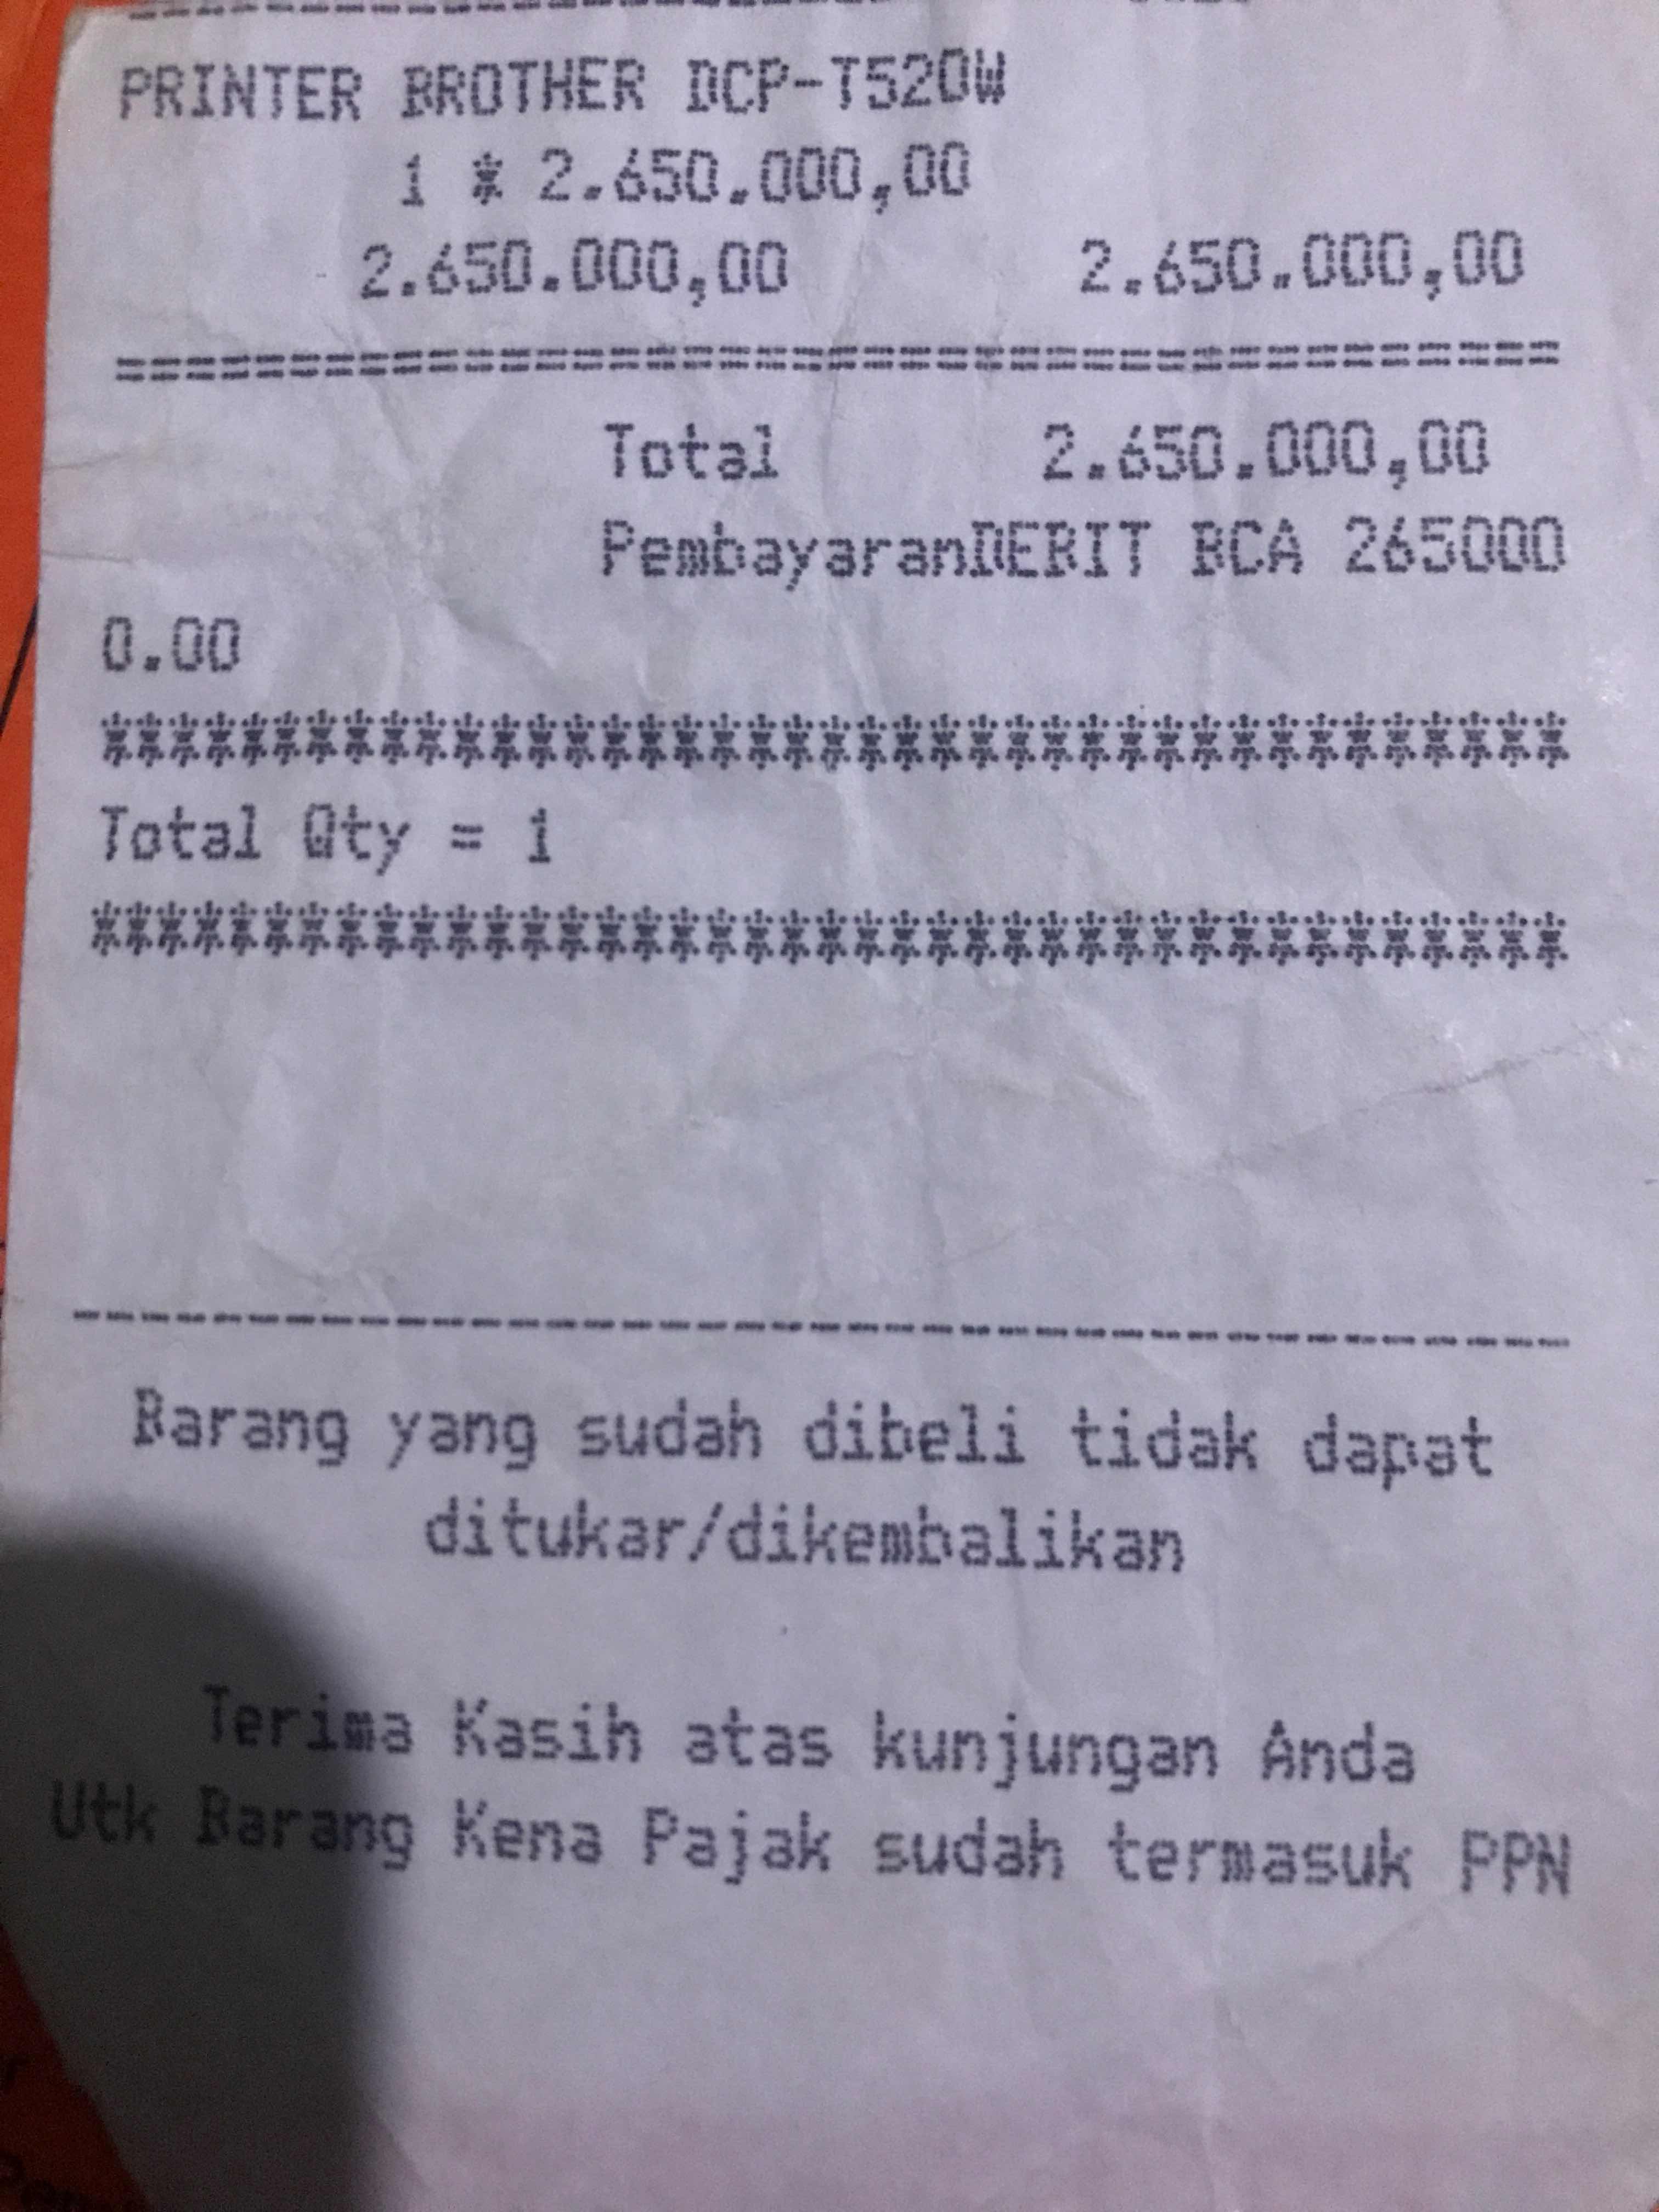 PRINTER BROTHER DCP-T520W
1 * 2.650.000,00
2.650.000,00 2.650.000,00
================================
Total 2.650.000,00
PembayaranDEBIT BCA 265000
0.00
****************************************
Total Qty = 1
****************************************
----------------------------------------
Barang yang sudah dibeli tidak dapat
ditukar/dikembalikan
Terima Kasih atas kunjungan Anda
Utk Barang Kena Pajak sudah termasuk PPN